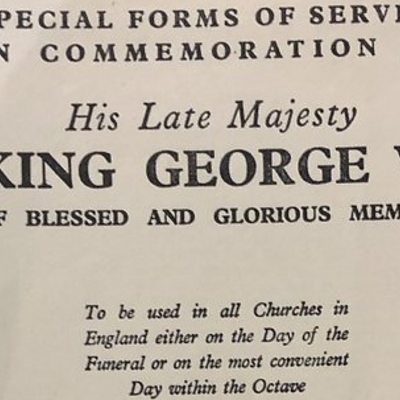 PECIAL FORMS OF SERVI
N COMMEMORATION
His Late Majesty
KING GEORGE V
F BLESSED AND GLORIOUS MEM
To be used in all Churches in
England either on the Day of the
Funeral or on the most convenient
Day within the Octave